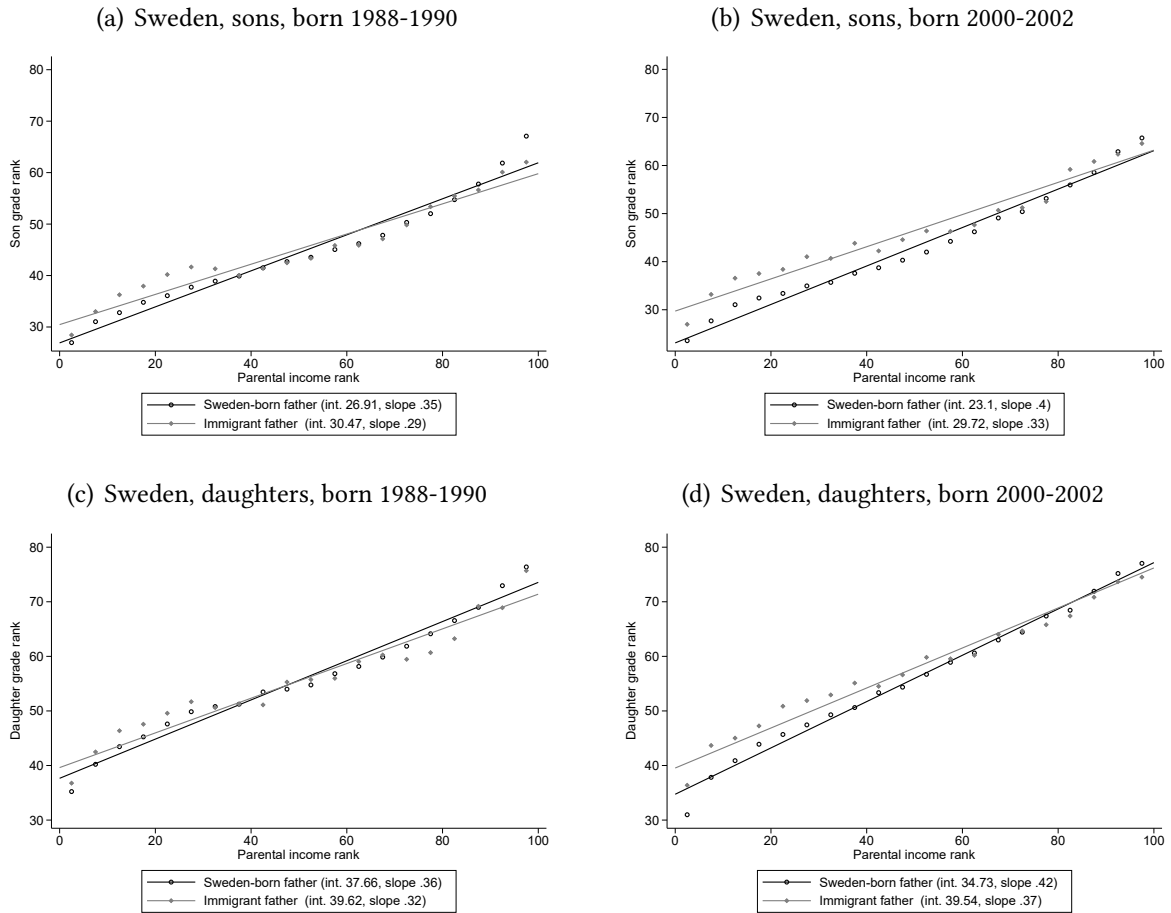 (a) Sweden, sons, born 1988-1990
80
70
60
50
40
30
Son grade rank
0 20 40 60 80 100
Parental income rank
Sweden-born father (int. 26.91, slope .35)
Immigrant father (int. 30.47, slope .29)
(b) Sweden, sons, born 2000-2002
80
70
60
50
40
30
Son grade rank
0 20 40 60 80 100
Parental income rank
Sweden-born father (int. 23.1, slope .4)
Immigrant father (int. 29.72, slope .33)
(c) Sweden, daughters, born 1988-1990
80
70
60
50
40
30
Daughter grade rank
0 20 40 60 80 100
Parental income rank
Sweden-born father (int. 37.66, slope .36)
Immigrant father (int. 39.62, slope .32)
(d) Sweden, daughters, born 2000-2002
80
70
60
50
40
30
Daughter grade rank
0 20 40 60 80 100
Parental income rank
Sweden-born father (int. 34.73, slope .42)
Immigrant father (int. 39.54, slope .37)